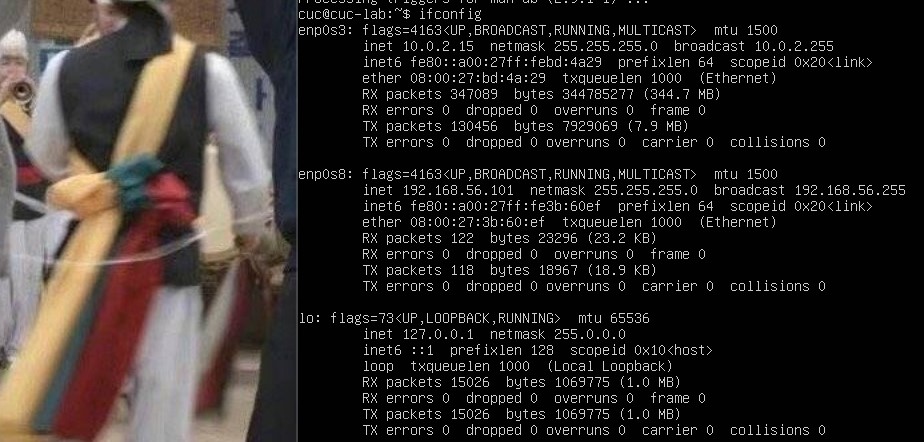 Processing triggers for man-db (2.9.1-1) ...
cuc@cuc-lab:~$ ifconfig
enp0s3: flags=4163<UP,BROADCAST,RUNNING,MULTICAST>  mtu 1500
        inet 10.0.2.15  netmask 255.255.255.0  broadcast 10.0.2.255
        inet6 fe80::a00:27ff:febd:4a29  prefixlen 64  scopeid 0x20<link>
        ether 08:00:27:bd:4a:29  txqueuelen 1000  (Ethernet)
        RX packets 347089  bytes 344785277 (344.7 MB)
        RX errors 0  dropped 0  overruns 0  frame 0
        TX packets 130456  bytes 7929069 (7.9 MB)
        TX errors 0  dropped 0 overruns 0  carrier 0  collisions 0
enp0s8: flags=4163<UP,BROADCAST,RUNNING,MULTICAST>  mtu 1500
        inet 192.168.56.101  netmask 255.255.255.0  broadcast 192.168.56.255
        inet6 fe80::a00:27ff:fe3b:60ef  prefixlen 64  scopeid 0x20<link>
        ether 08:00:27:3b:60:ef  txqueuelen 1000  (Ethernet)
        RX packets 122  bytes 23296 (23.2 KB)
        RX errors 0  dropped 0  overruns 0  frame 0
        TX packets 118  bytes 18967 (18.9 KB)
        TX errors 0  dropped 0 overruns 0  carrier 0  collisions 0
lo: flags=73<UP,LOOPBACK,RUNNING>  mtu 65536
        inet 127.0.0.1  netmask 255.0.0.0
        inet6 ::1  prefixlen 128  scopeid 0x10<host>
        loop  txqueuelen 1000  (Local Loopback)
        RX packets 15026  bytes 1069775 (1.0 MB)
        RX errors 0  dropped 0  overruns 0  frame 0
        TX packets 15026  bytes 1069775 (1.0 MB)
        TX errors 0  dropped 0 overruns 0  carrier 0  collisions 0